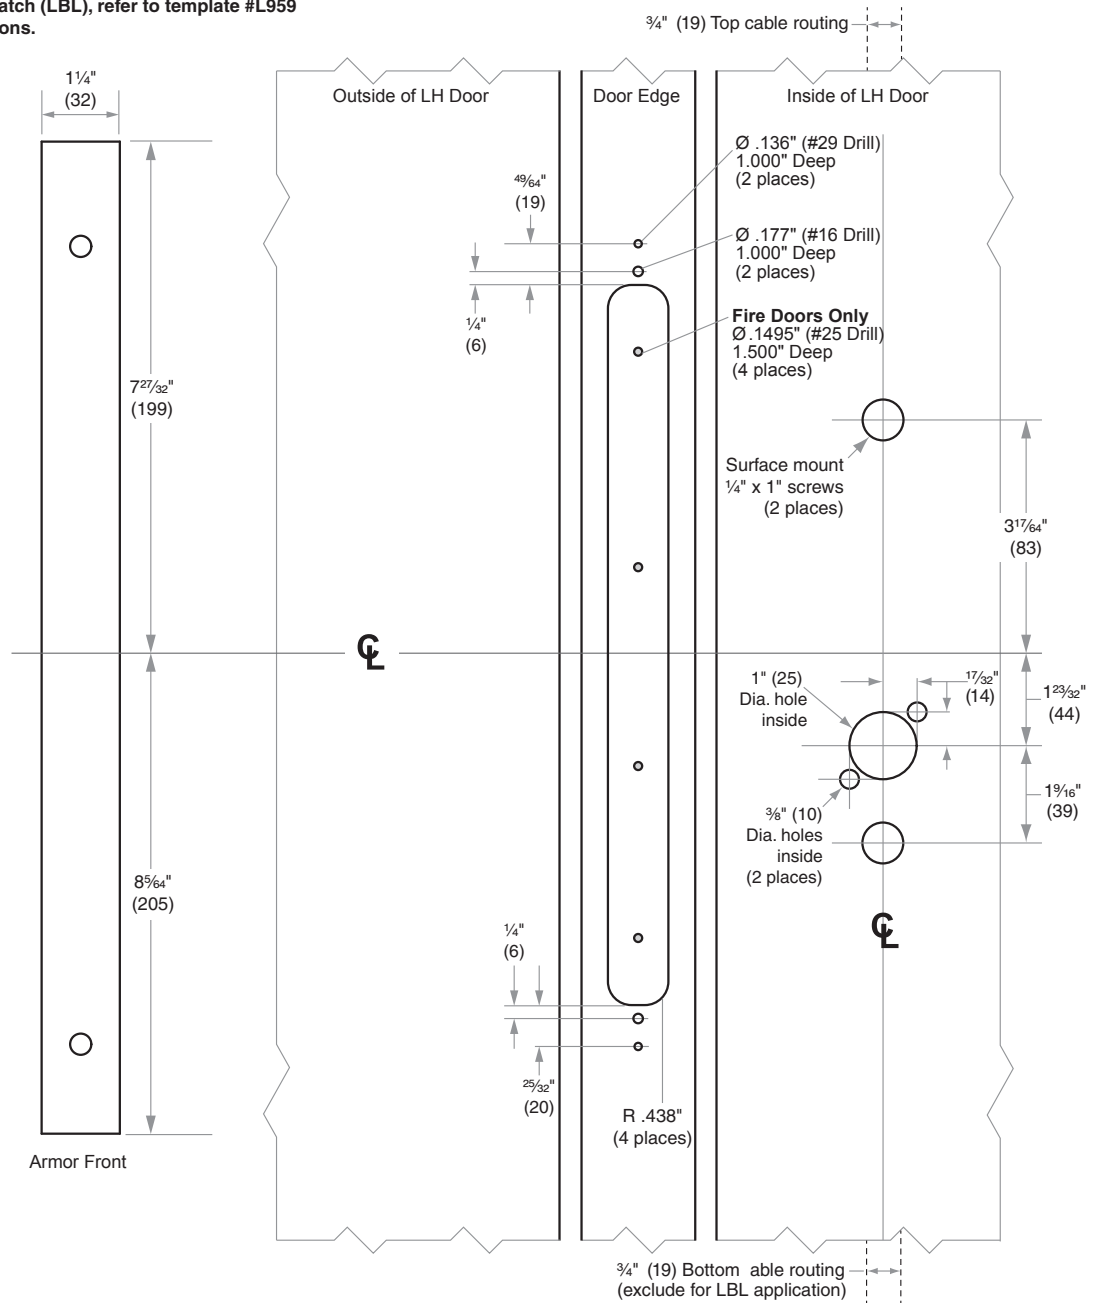 atch (LBL), refer to template #L959
ons.
¾" (19) Top cable routing
1¼"
(32)
Outside of LH Door
Door Edge
Inside of LH Door
Ø .136" (#29 Drill)
1.000" Deep
(2 places)
49⁄64"
(19)
Ø .177" (#16 Drill)
1.000" Deep
(2 places)
¼"
(6)
Fire Doors Only
Ø .1495" (#25 Drill)
1.500" Deep
(4 places)
727⁄32"
(199)
Surface mount
¼" x 1" screws
(2 places)
317⁄64"
(83)
CL
1" (25)
Dia. hole
inside
17⁄32"
(14)
123⁄32"
(44)
19⁄16"
(39)
⅜" (10)
Dia. holes
inside
(2 places)
85⁄64"
(205)
CL
¼"
(6)
25⁄32"
(20)
R .438"
(4 places)
Armor Front
¾" (19) Bottom able routing
(exclude for LBL application)